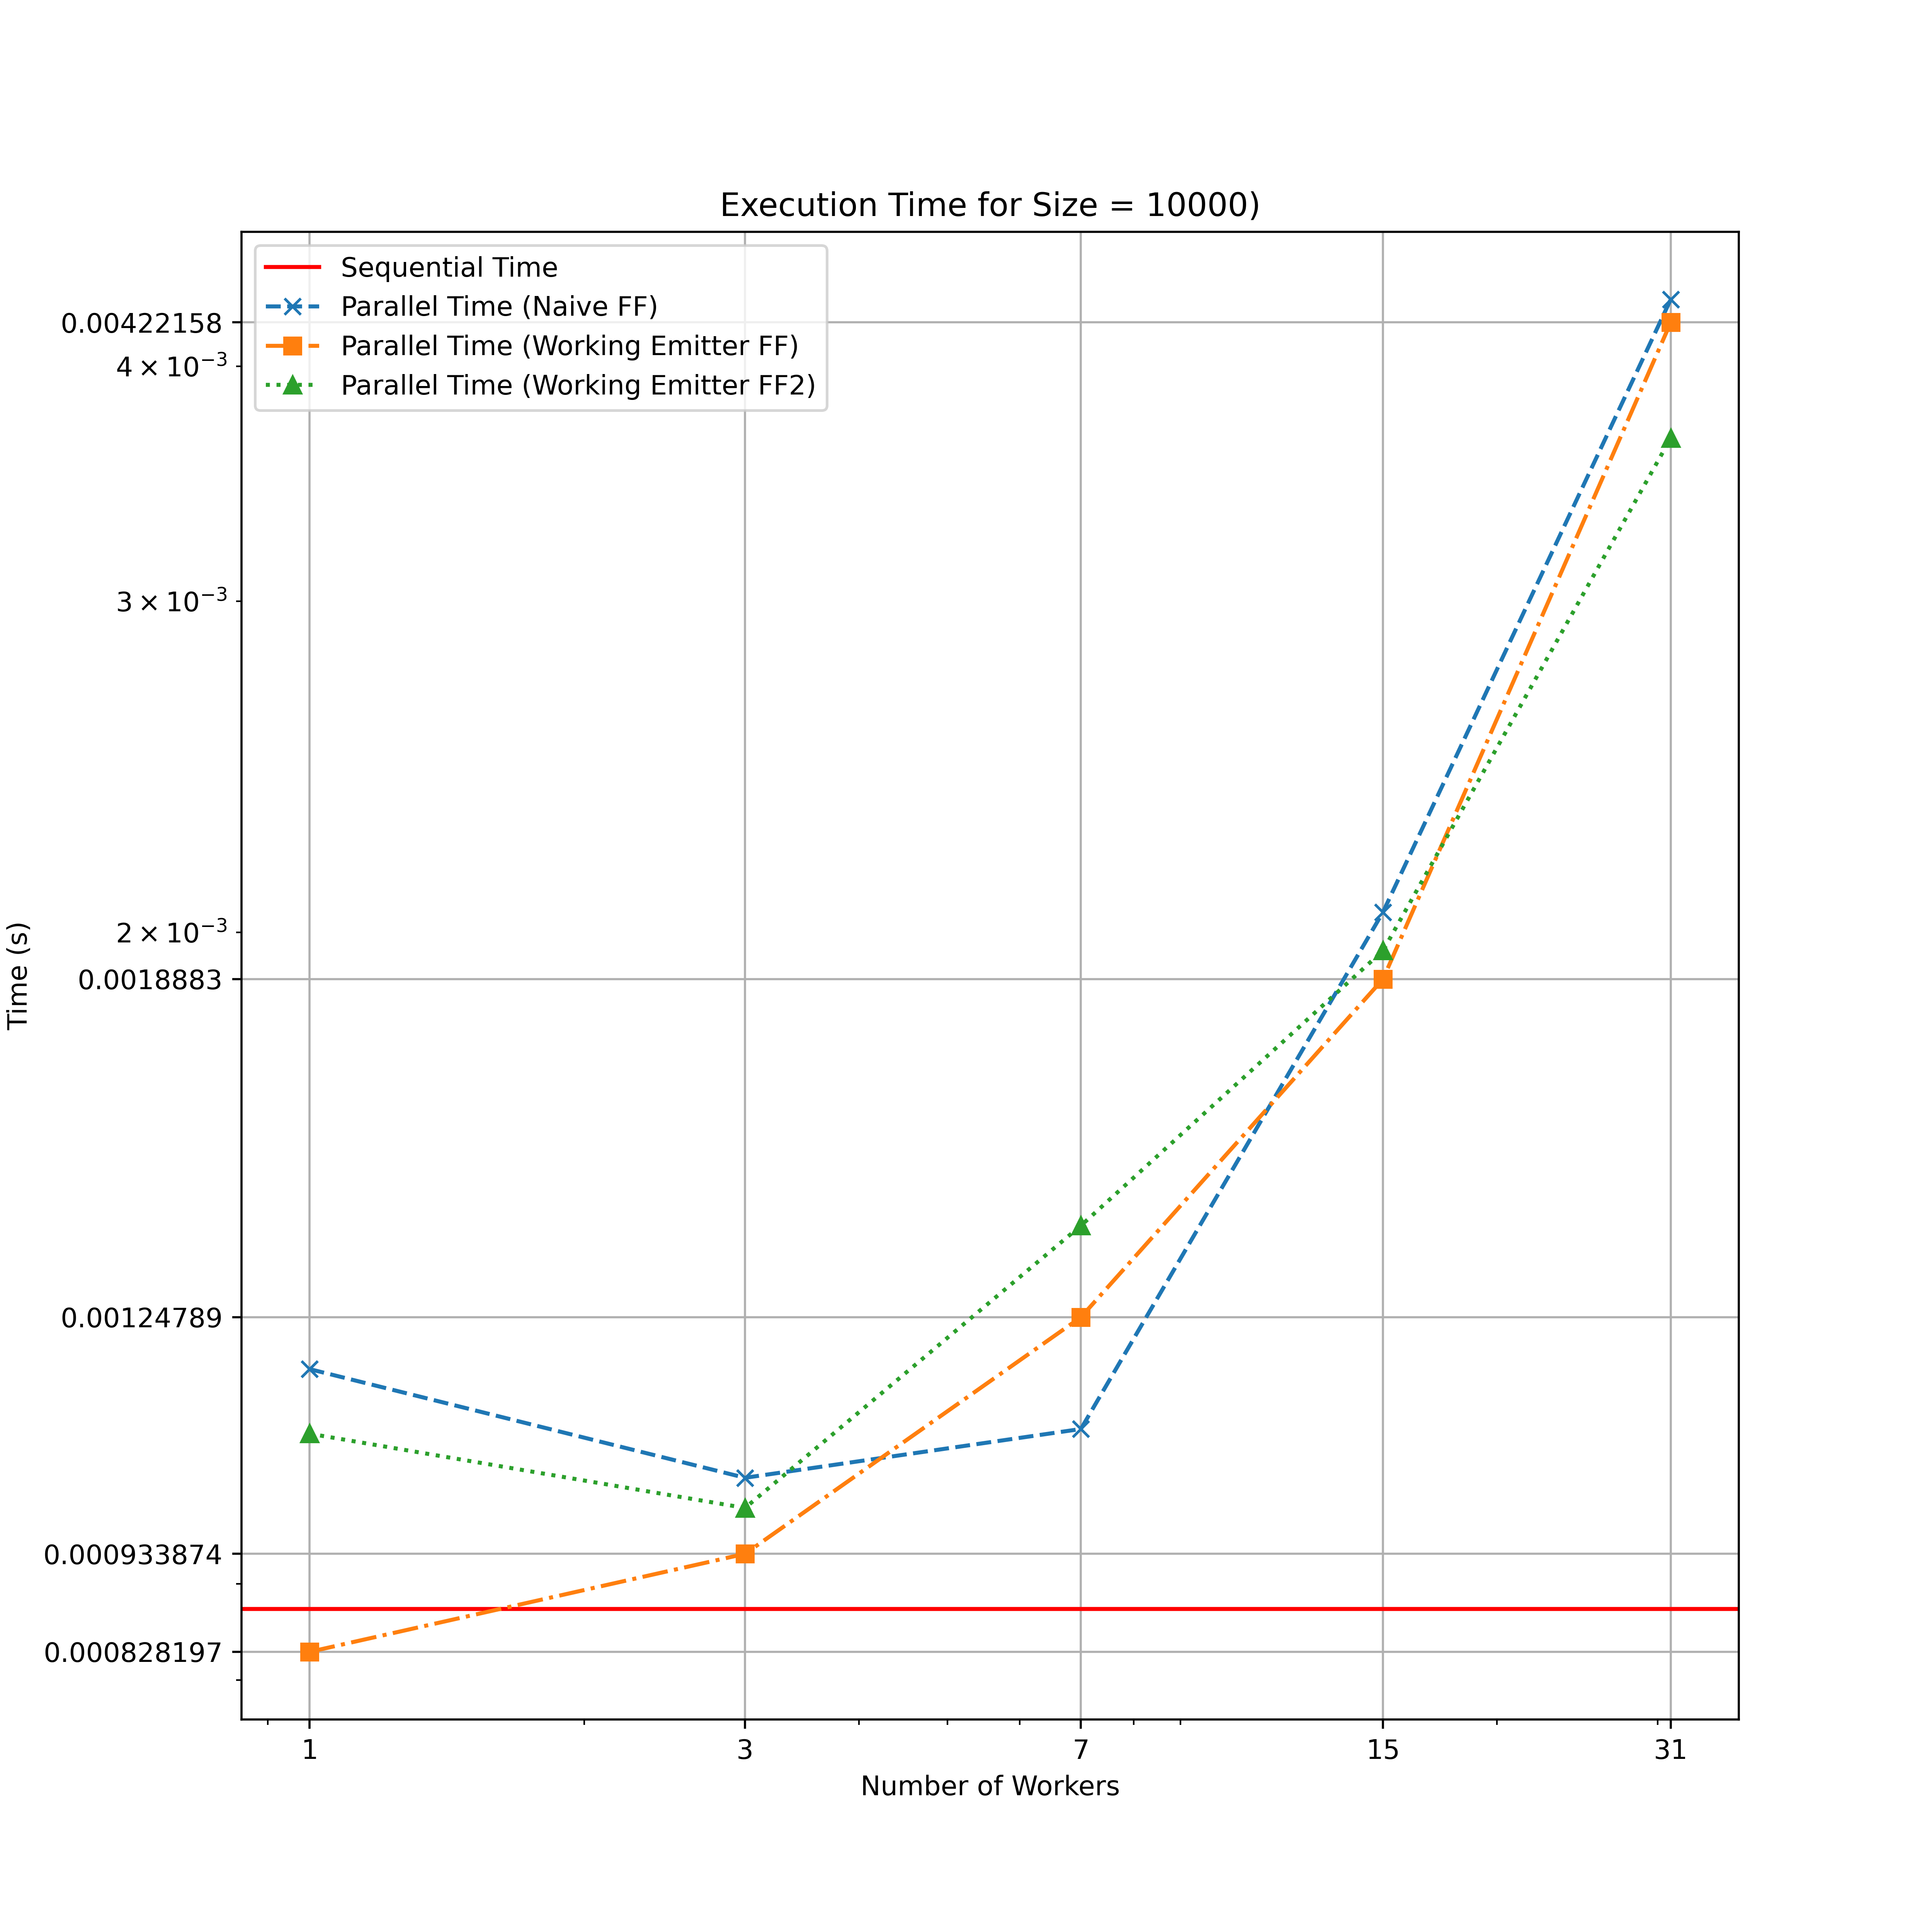 Execution Time for Size = 10000)
Sequential Time
Parallel Time (Naive FF)
Parallel Time (Working Emitter FF)
Parallel Time (Working Emitter FF2)
0.00422158
4 × 10⁻³
3 × 10⁻³
2 × 10⁻³
0.0018883
0.00124789
0.000933874
0.000828197
Time (s)
1 3 7 15 31
Number of Workers